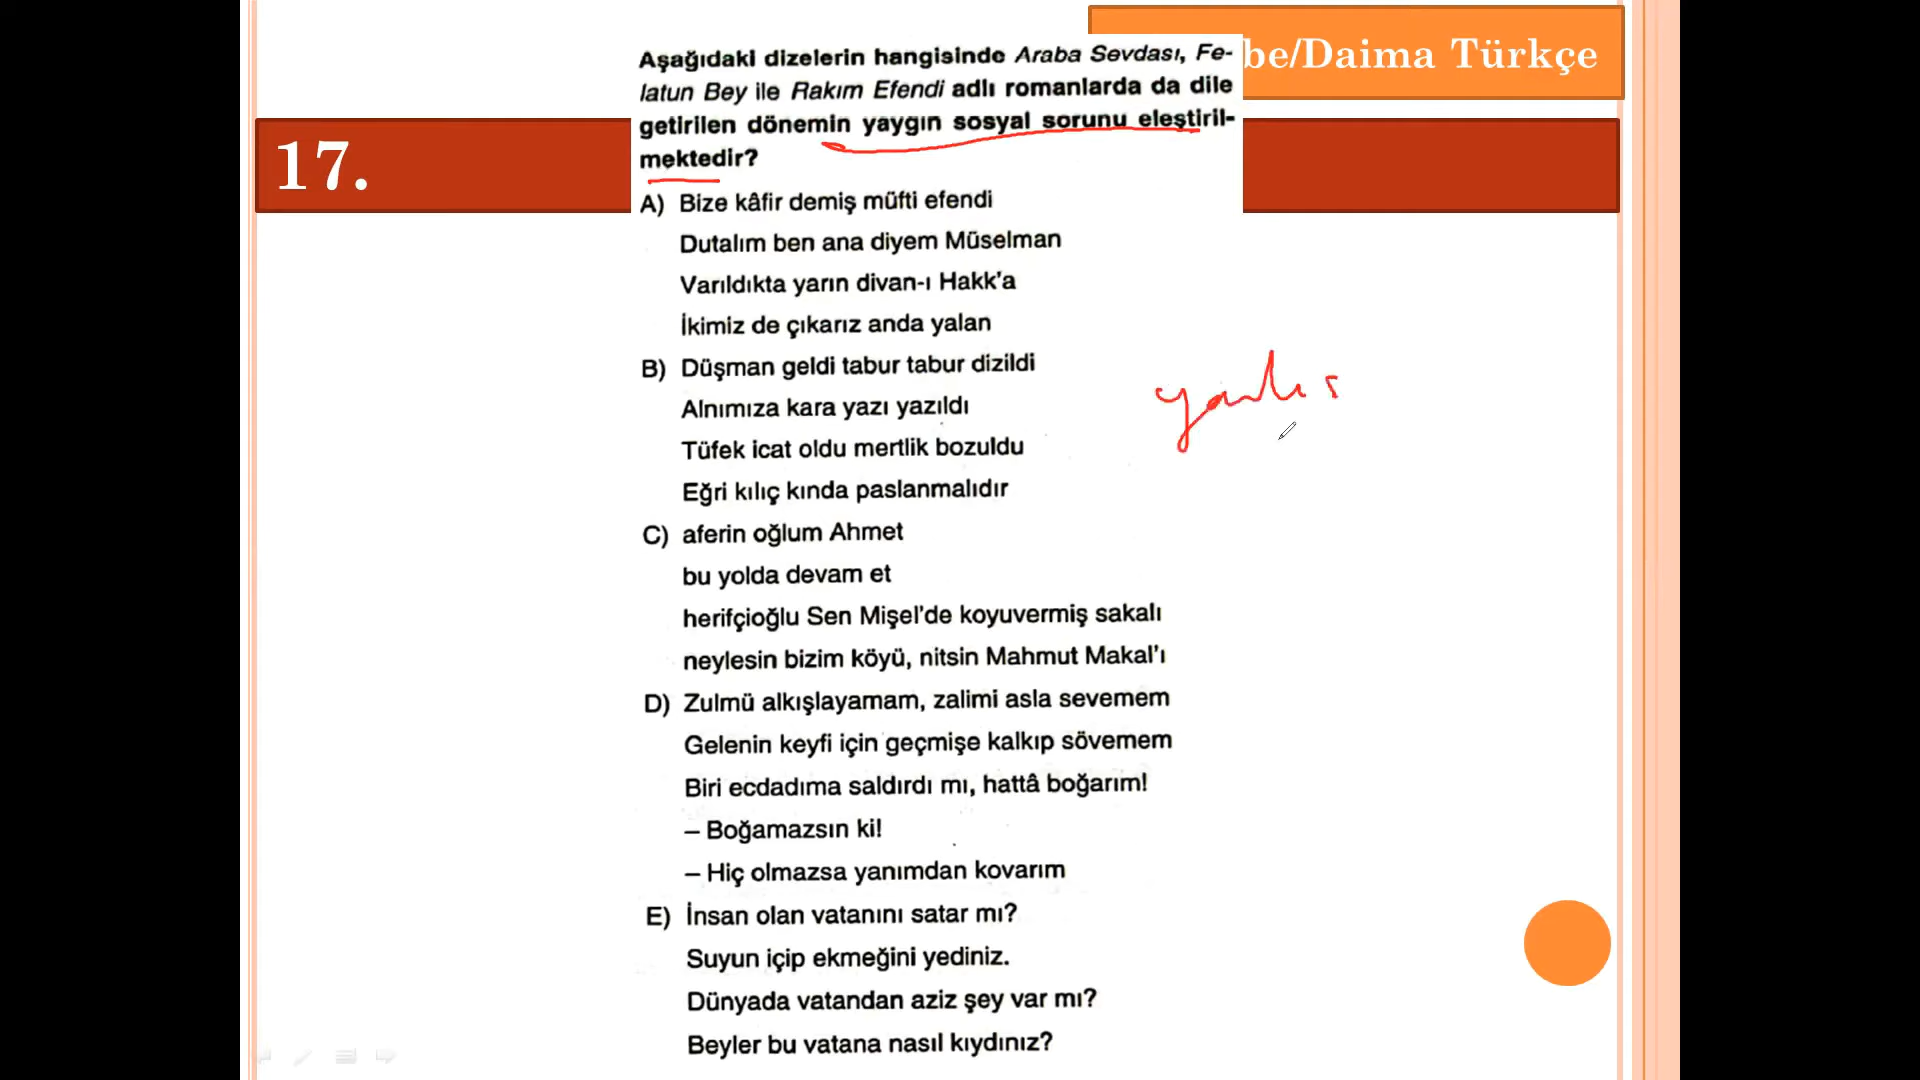 be/Daima Türkçe
17.
Aşağıdaki dizelerin hangisinde Araba Sevdası, Fe-
latun Bey ile Rakım Efendi adlı romanlarda da dile
getirilen dönemin yaygın sosyal sorunu eleştiril-
mektedir?
A) Bize kâfir demiş müfti efendi
Dutalım ben ana diyem Müselman
Varıldıkta yarın divan-ı Hakk'a
İkimiz de çıkarız anda yalan
B) Düşman geldi tabur tabur dizildi
Alnımıza kara yazı yazıldı
Tüfek icat oldu mertlik bozuldu
Eğri kılıç kında paslanmalıdır
C) aferin oğlum Ahmet
bu yolda devam et
herifçioğlu Sen Mişel'de koyuvermiş sakalı
neylesin bizim köyü, nitsin Mahmut Makal'ı
D) Zulmü alkışlayamam, zalimi asla sevemem
Gelenin keyfi için geçmişe kalkıp sövemem
Biri ecdadıma saldırdı mı, hattâ boğarım!
– Boğamazsın ki!
– Hiç olmazsa yanımdan kovarım
E) İnsan olan vatanını satar mı?
Suyun içip ekmeğini yediniz.
Dünyada vatandan aziz şey var mı?
Beyler bu vatana nasıl kıydınız?